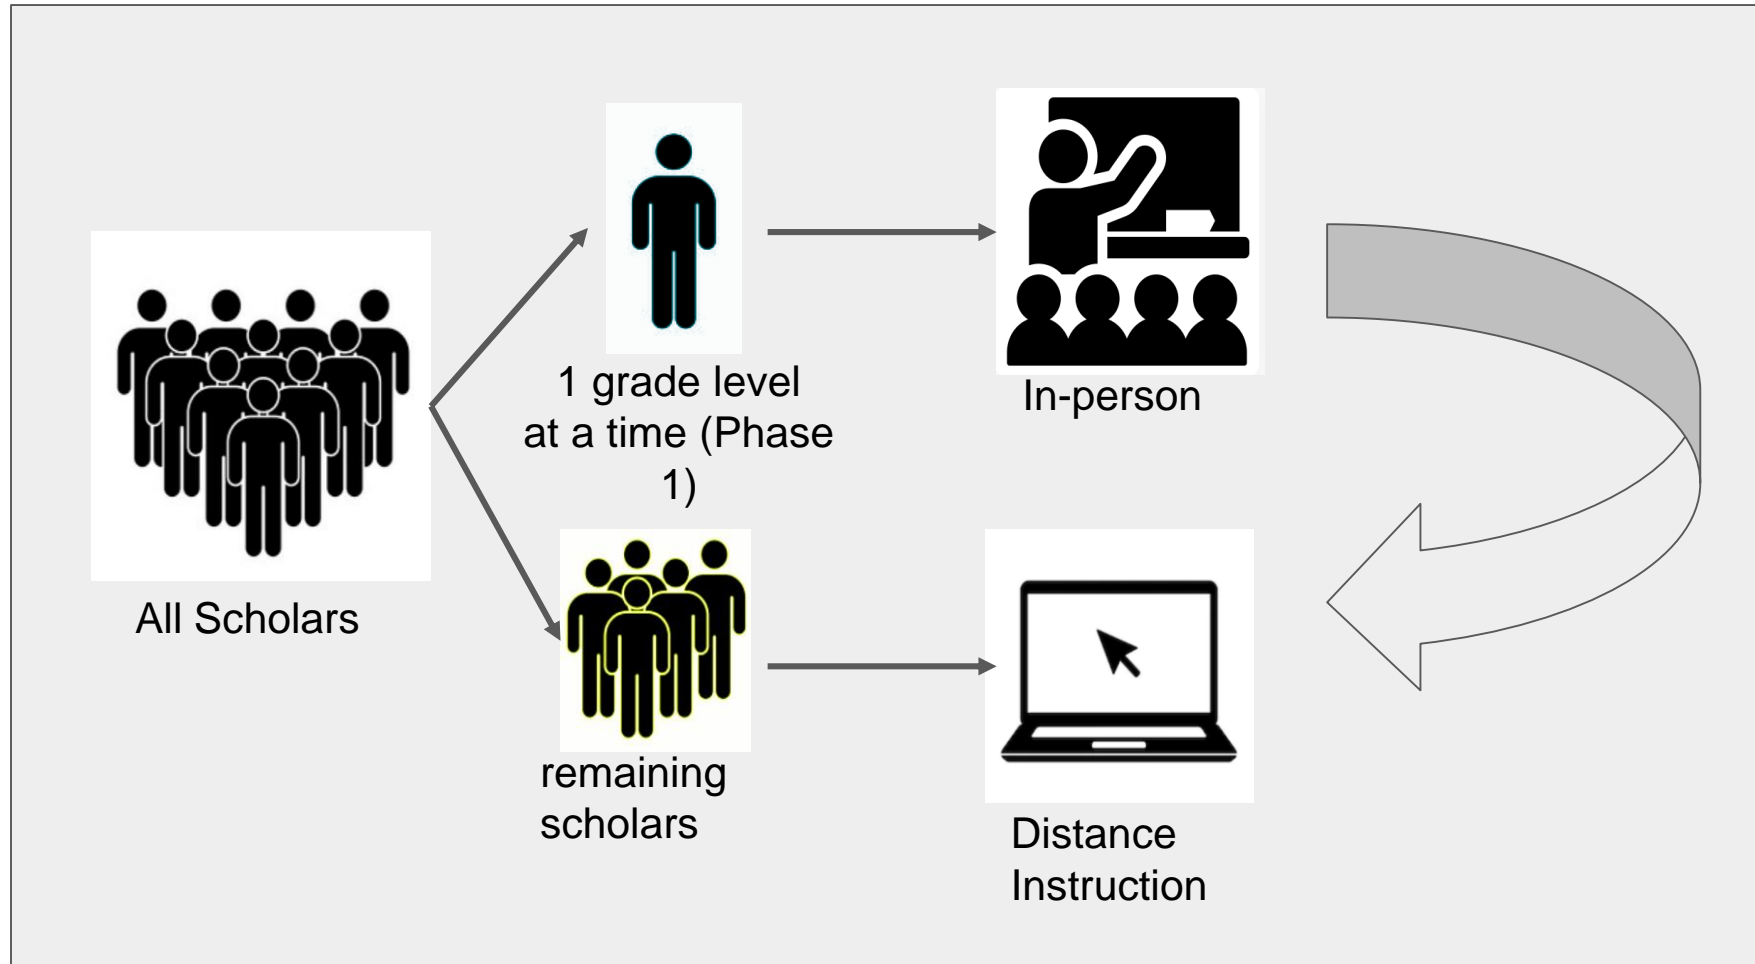 1 grade level
at a time (Phase
1)
In-person
All Scholars
remaining
scholars
Distance
Instruction